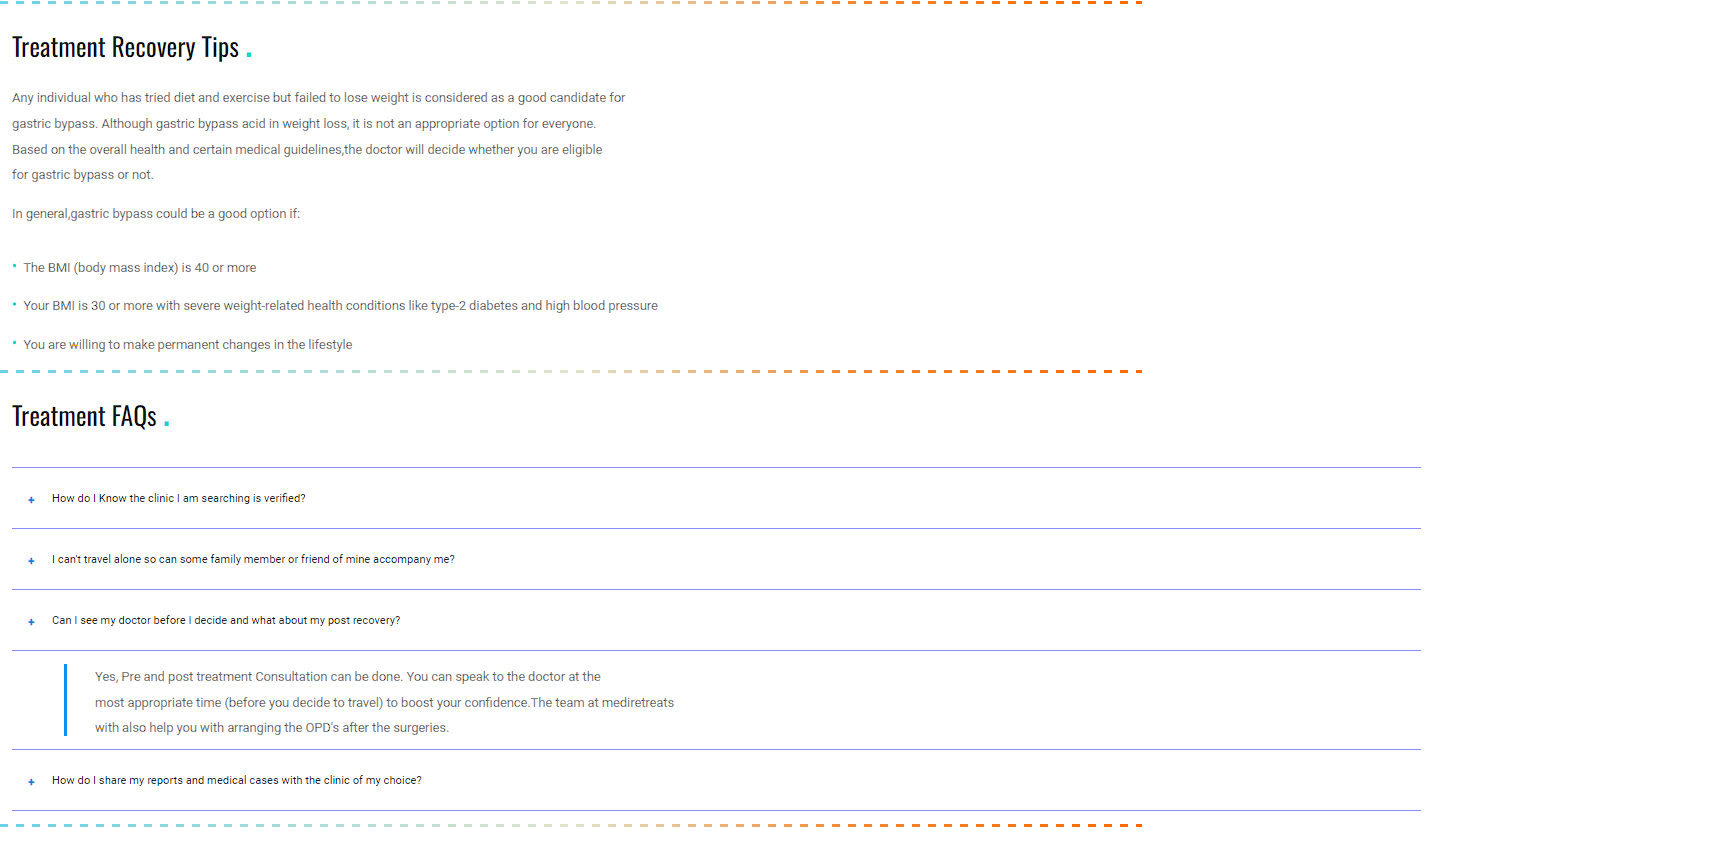 Treatment Recovery Tips .
Any individual who has tried diet and exercise but failed to lose weight is considered as a good candidate for
gastric bypass. Although gastric bypass acid in weight loss, it is not an appropriate option for everyone.
Based on the overall health and certain medical guidelines,the doctor will decide whether you are eligible
for gastric bypass or not.
In general,gastric bypass could be a good option if:
• The BMI (body mass index) is 40 or more
• Your BMI is 30 or more with severe weight-related health conditions like type-2 diabetes and high blood pressure
• You are willing to make permanent changes in the lifestyle
Treatment FAQs .
+ How do I Know the clinic I am searching is verified?
+ I can't travel alone so can some family member or friend of mine accompany me?
+ Can I see my doctor before I decide and what about my post recovery?
Yes, Pre and post treatment Consultation can be done. You can speak to the doctor at the
most appropriate time (before you decide to travel) to boost your confidence.The team at mediretreats
with also help you with arranging the OPD's after the surgeries.
+ How do I share my reports and medical cases with the clinic of my choice?